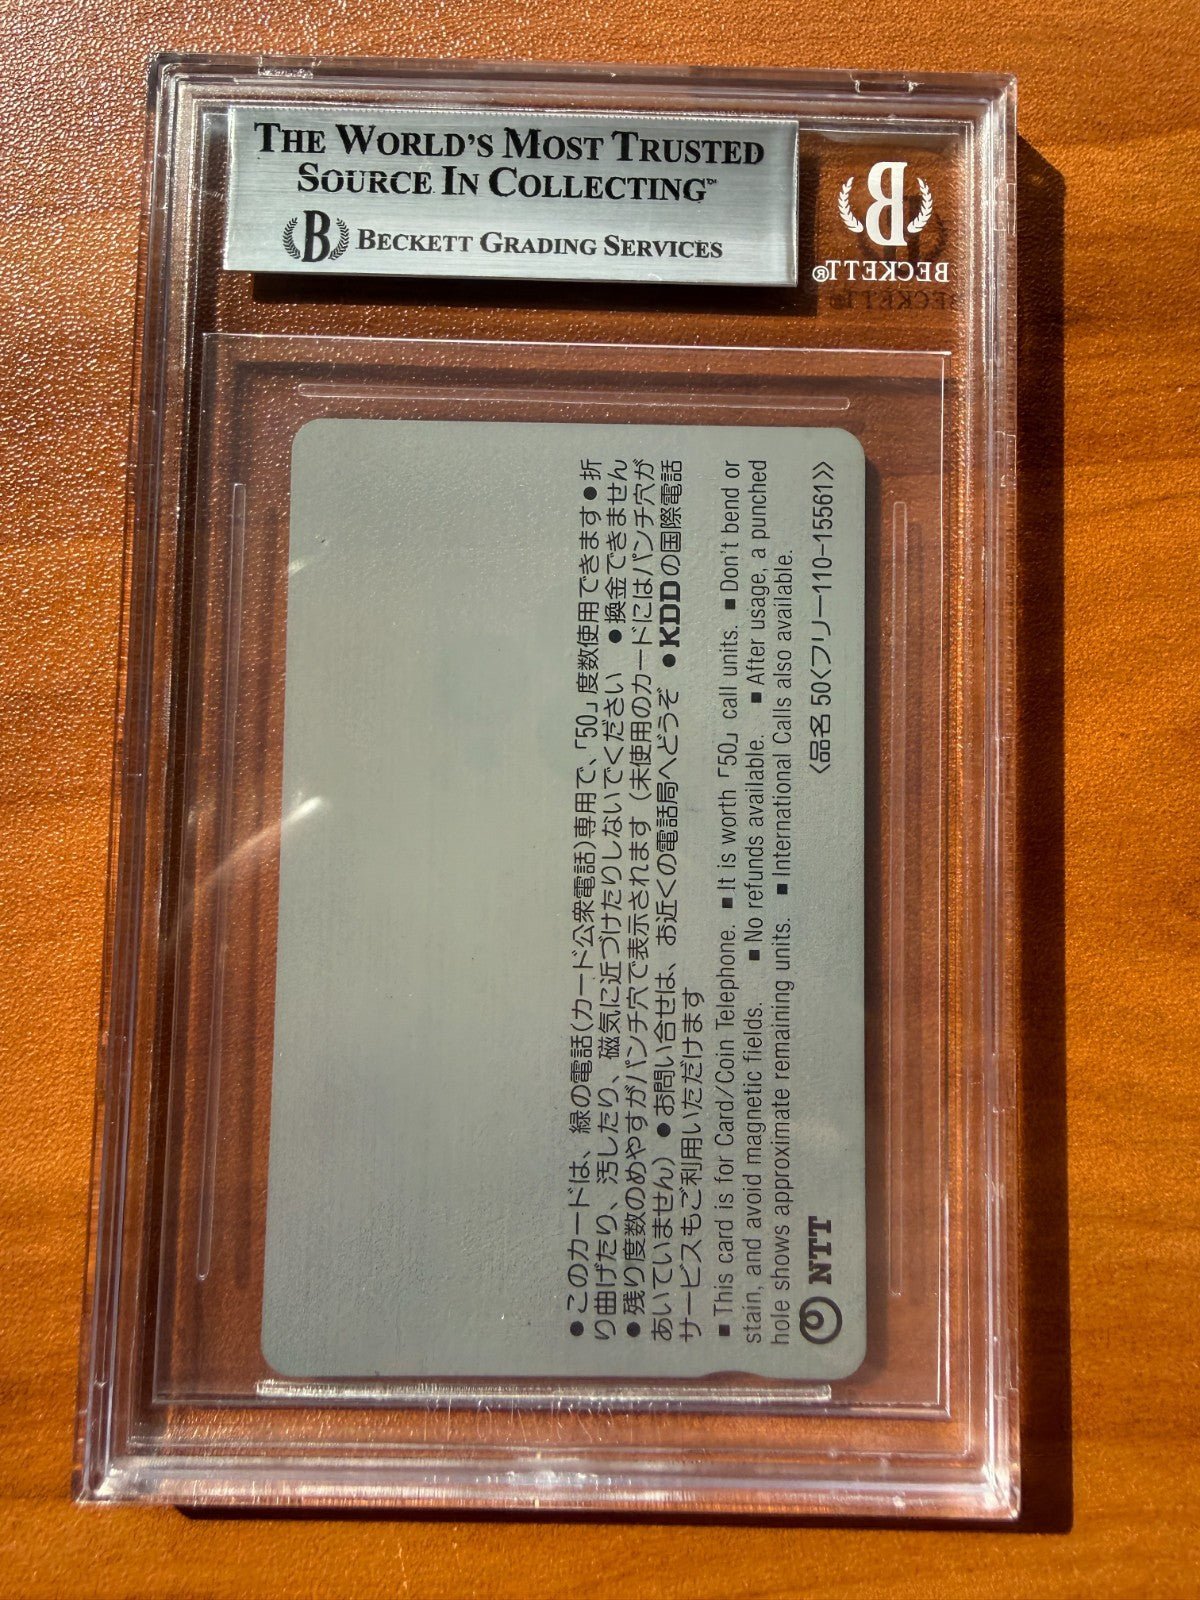 THE WORLD'S MOST TRUSTED
SOURCE IN COLLECTING™
B BECKETT GRADING SERVICES
B
BECKETT®
●このカードは、緑の電話(カード公衆電話)専用で、「50」度数使用できます●折
り曲げたり、汚したり、磁気に近づけたりしないでください ●換金できません
●残り度数のめやすがパンチ穴で表示されます(未使用のカードにはパンチ穴が
あいていません) ●お問い合せは、お近くの電話局へどうぞ ●KDDの国際電話
サービスもご利用いただけます
■This card is for Card/Coin Telephone. ■It is worth「50」call units. ■Don't bend or
stain, and avoid magnetic fields. ■No refunds available. ■After usage, a punched
hole shows approximate remaining units. ■International Calls also available.
NTT 〈品名 50〈フリー110-15561〉〉